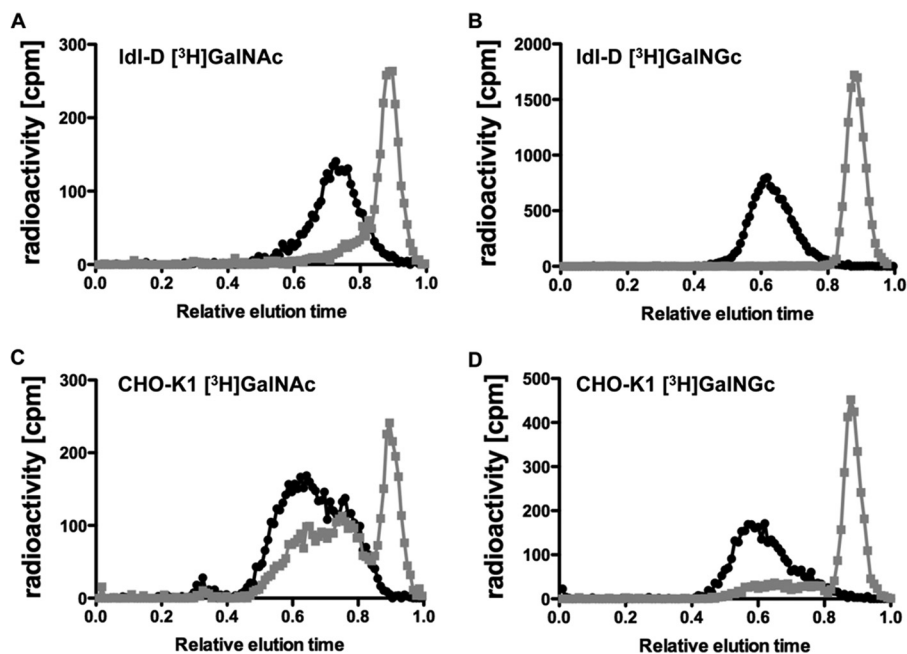 A
ldl-D [³H]GalNAc
radioactivity [cpm]
300
200
100
0
0.0 0.2 0.4 0.6 0.8 1.0
Relative elution time
B
ldl-D [³H]GalNGc
radioactivity [cpm]
2000
1500
1000
500
0
0.0 0.2 0.4 0.6 0.8 1.0
Relative elution time
C
CHO-K1 [³H]GalNAc
radioactivity [cpm]
300
200
100
0
0.0 0.2 0.4 0.6 0.8 1.0
Relative elution time
D
CHO-K1 [³H]GalNGc
radioactivity [cpm]
500
400
300
200
100
0
0.0 0.2 0.4 0.6 0.8 1.0
Relative elution time